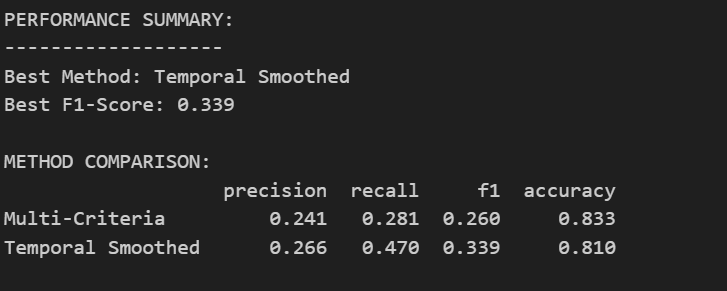 PERFORMANCE SUMMARY:
-------------------
Best Method: Temporal Smoothed
Best F1-Score: 0.339

METHOD COMPARISON:
                   precision  recall     f1  accuracy
Multi-Criteria         0.241   0.281  0.260     0.833
Temporal Smoothed      0.266   0.470  0.339     0.810